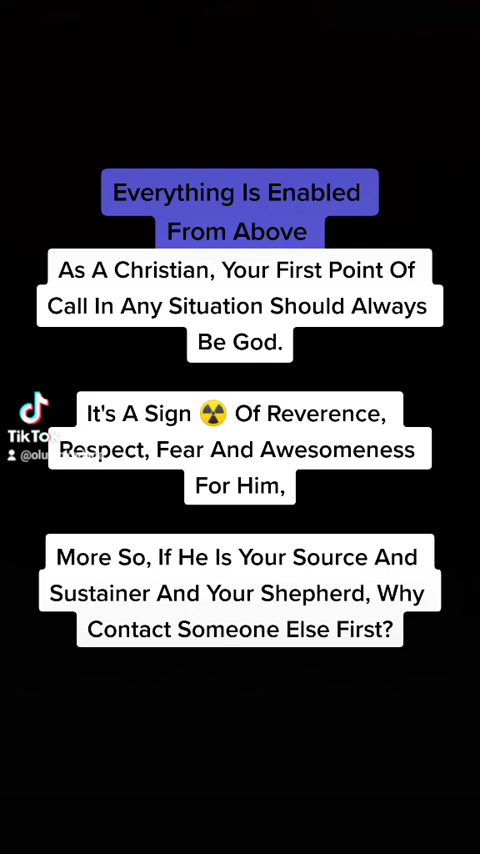 Everything Is Enabled
From Above
As A Christian, Your First Point Of
Call In Any Situation Should Always
Be God.
It's A Sign ☢️ Of Reverence,
Respect, Fear And Awesomeness
For Him,
More So, If He Is Your Source And
Sustainer And Your Shepherd, Why
Contact Someone Else First?
TikTok